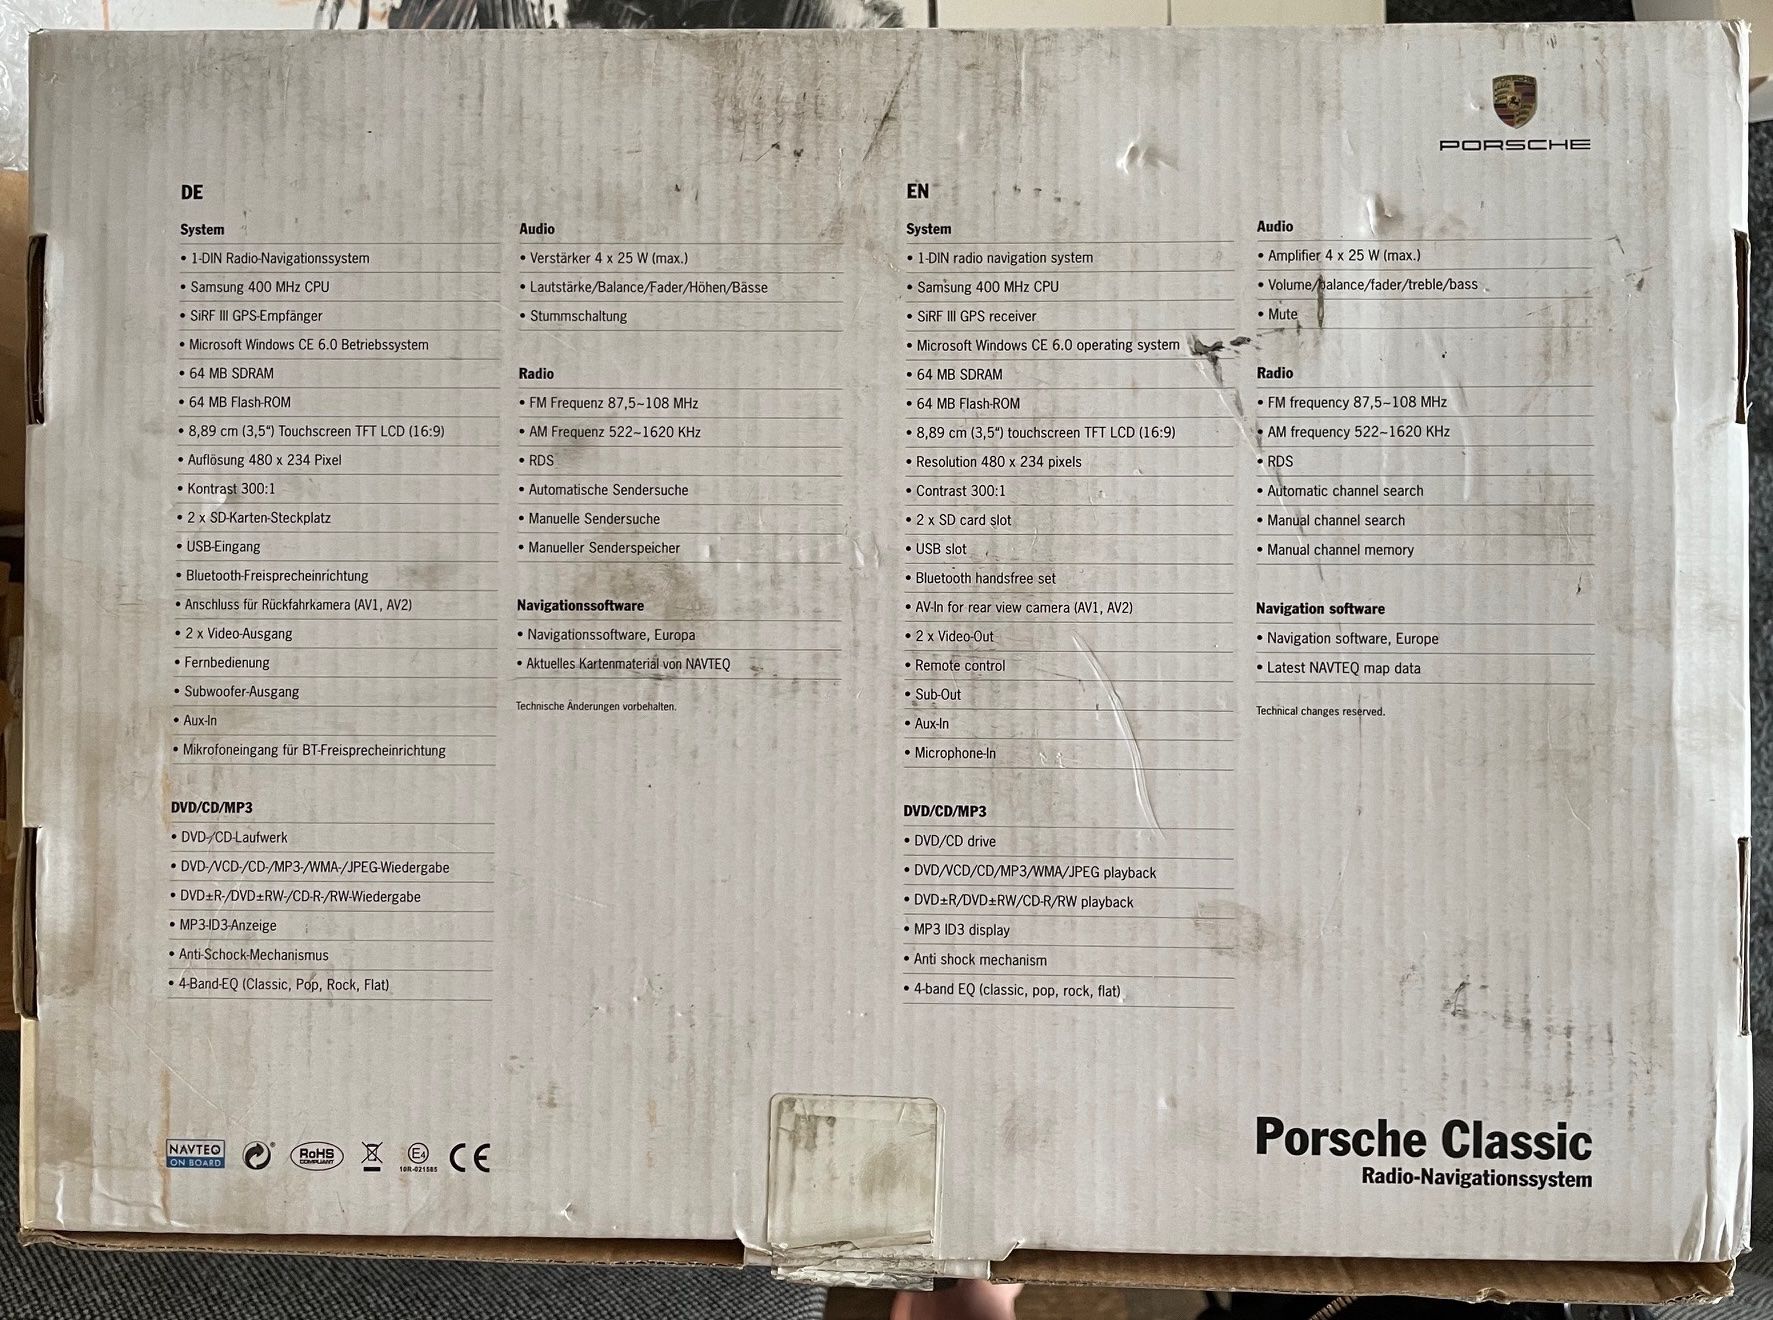 PORSCHE
DE
System
• 1-DIN Radio-Navigationssystem
• Samsung 400 MHz CPU
• SiRF III GPS-Empfänger
• Microsoft Windows CE 6.0 Betriebssystem
• 64 MB SDRAM
• 64 MB Flash-ROM
• 8,89 cm (3,5“) Touchscreen TFT LCD (16:9)
• Auflösung 480 x 234 Pixel
• Kontrast 300:1
• 2 x SD-Karten-Steckplatz
• USB-Eingang
• Bluetooth-Freisprecheinrichtung
• Anschluss für Rückfahrkamera (AV1, AV2)
• 2 x Video-Ausgang
• Fernbedienung
• Subwoofer-Ausgang
• Aux-In
• Mikrofoneingang für BT-Freisprecheinrichtung
DVD/CD/MP3
• DVD-/CD-Laufwerk
• DVD-/VCD-/CD-/MP3-/WMA-/JPEG-Wiedergabe
• DVD±R-/DVD±RW-/CD-R-/RW-Wiedergabe
• MP3-ID3-Anzeige
• Anti-Schock-Mechanismus
• 4-Band-EQ (Classic, Pop, Rock, Flat)
Audio
• Verstärker 4 x 25 W (max.)
• Lautstärke/Balance/Fader/Höhen/Bässe
• Stummschaltung
Radio
• FM Frequenz 87,5~108 MHz
• AM Frequenz 522~1620 KHz
• RDS
• Automatische Sendersuche
• Manuelle Sendersuche
• Manueller Senderspeicher
Navigationssoftware
• Navigationssoftware, Europa
• Aktuelles Kartenmaterial von NAVTEQ
Technische Änderungen vorbehalten.
EN
System
• 1-DIN radio navigation system
• Samsung 400 MHz CPU
• SiRF III GPS receiver
• Microsoft Windows CE 6.0 operating system
• 64 MB SDRAM
• 64 MB Flash-ROM
• 8,89 cm (3,5“) touchscreen TFT LCD (16:9)
• Resolution 480 x 234 pixels
• Contrast 300:1
• 2 x SD card slot
• USB slot
• Bluetooth handsfree set
• AV-In for rear view camera (AV1, AV2)
• 2 x Video-Out
• Remote control
• Sub-Out
• Aux-In
• Microphone-In
DVD/CD/MP3
• DVD/CD drive
• DVD/VCD/CD/MP3/WMA/JPEG playback
• DVD±R/DVD±RW/CD-R/RW playback
• MP3 ID3 display
• Anti shock mechanism
• 4-band EQ (classic, pop, rock, flat)
Audio
• Amplifier 4 x 25 W (max.)
• Volume/balance/fader/treble/bass
• Mute
Radio
• FM frequency 87,5~108 MHz
• AM frequency 522~1620 KHz
• RDS
• Automatic channel search
• Manual channel search
• Manual channel memory
Navigation software
• Navigation software, Europe
• Latest NAVTEQ map data
Technical changes reserved.
NAVTEQ
ON BOARD
®
RoHS
COMPLIANT
E4
10R-021585
CE
Porsche Classic
Radio-Navigationssystem